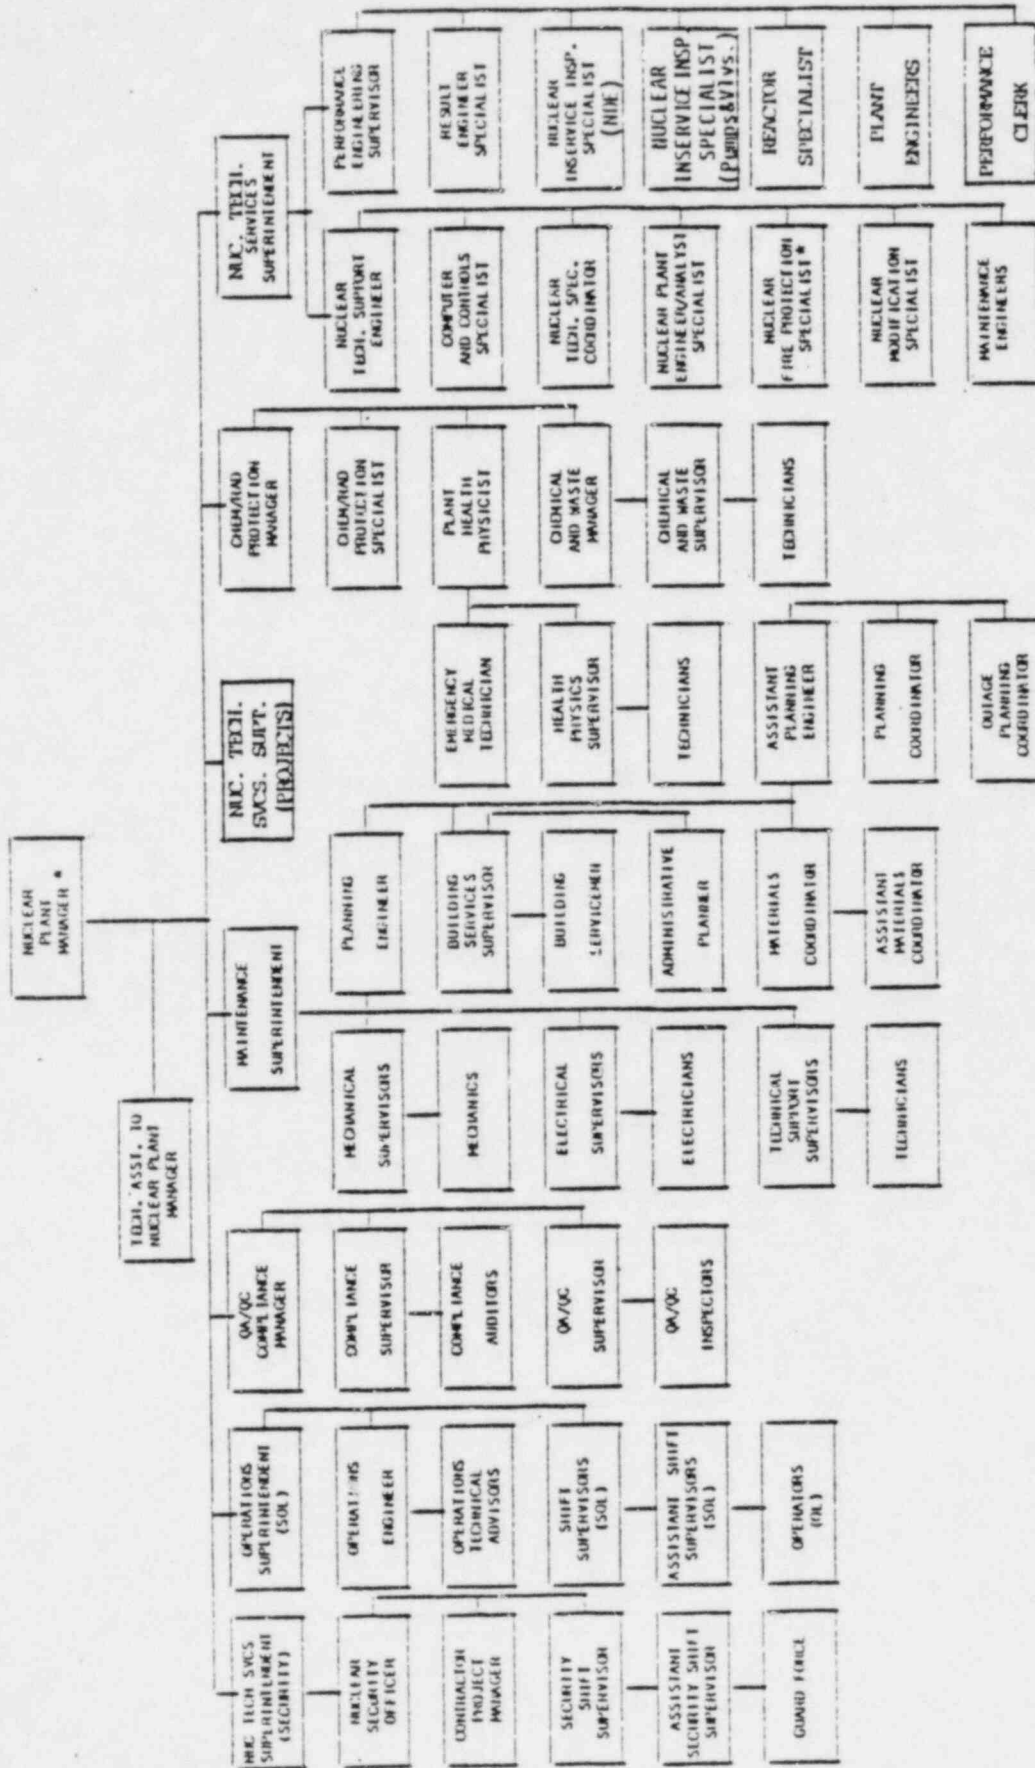 NUCLEAR
PLANT
MANAGER *
TECH. ASST. TO
NUCLEAR PLANT
MANAGER
NUC TECH SVCS
SUPERINTENDENT
(SECURITY)
NUCLEAR
SECURITY
OFFICER
CONTRACTOR
PROJECT
MANAGER
SECURITY
SHIFT
SUPERVISOR
ASSISTANT
SECURITY SHIFT
SUPERVISOR
GUARD FORCE
OPERATIONS
SUPERINTENDENT
(SOL)
OPERATIONS
ENGINEER
OPERATIONS
TECHNICAL
ADVISORS
SHIFT
SUPERVISORS
(SOL)
ASSISTANT SHIFT
SUPERVISORS
(SOL)
OPERATORS
(OL)
QA/QC
COMPLIANCE
MANAGER
COMPLIANCE
SUPERVISOR
COMPLIANCE
AUDITORS
QA/QC
SUPERVISOR
QA/QC
INSPECTORS
MAINTENANCE
SUPERINTENDENT
MECHANICAL
SUPERVISORS
MECHANICS
ELECTRICAL
SUPERVISORS
ELECTRICIANS
TECHNICAL
SUPPORT
SUPERVISORS
TECHNICIANS
PLANNING
ENGINEER
BUILDING
SERVICES
SUPERVISOR
BUILDING
SERVICEMEN
ADMINISTRATIVE
PLANNER
MATERIALS
COORDINATOR
ASSISTANT
MATERIALS
COORDINATOR
NUC. TECH.
SVCS. SUPT.
(PROJECTS)
EMERGENCY
MEDICAL
TECHNICIAN
HEALTH
PHYSICS
SUPERVISOR
TECHNICIANS
ASSISTANT
PLANNING
ENGINEER
PLANNING
COORDINATOR
OUTAGE
PLANNING
COORDINATOR
CHEM/RAD
PROTECTION
MANAGER
CHEM/RAD
PROTECTION
SPECIALIST
PLANT
HEALTH
PHYSICIST
CHEMICAL
AND WASTE
MANAGER
CHEMICAL
AND WASTE
SUPERVISOR
TECHNICIANS
NUC. TECH.
SERVICES
SUPERINTENDENT
NUCLEAR
TECH. SUPPORT
ENGINEER
COMPUTER
AND CONTROLS
SPECIALIST
NUCLEAR
TECH. SPEC.
COORDINATOR
NUCLEAR PLANT
ENGINEER/ANALYST
SPECIALIST
NUCLEAR
FIRE PROTECTION
SPECIALIST*
NUCLEAR
MODIFICATION
SPECIALIST
MAINTENANCE
ENGINEERS
PERFORMANCE
ENGINEERING
SUPERVISOR
RESULT
ENGINEER
SPECIALIST
NUCLEAR
INSERVICE INSP.
SPECIALIST
(NDE)
NUCLEAR
INSERVICE INSP
SPECIALIST
(Pumps&Vlvs.)
REACTOR
SPECIALIST
PLANT
ENGINEERS
PERFORMANCE
CLERK